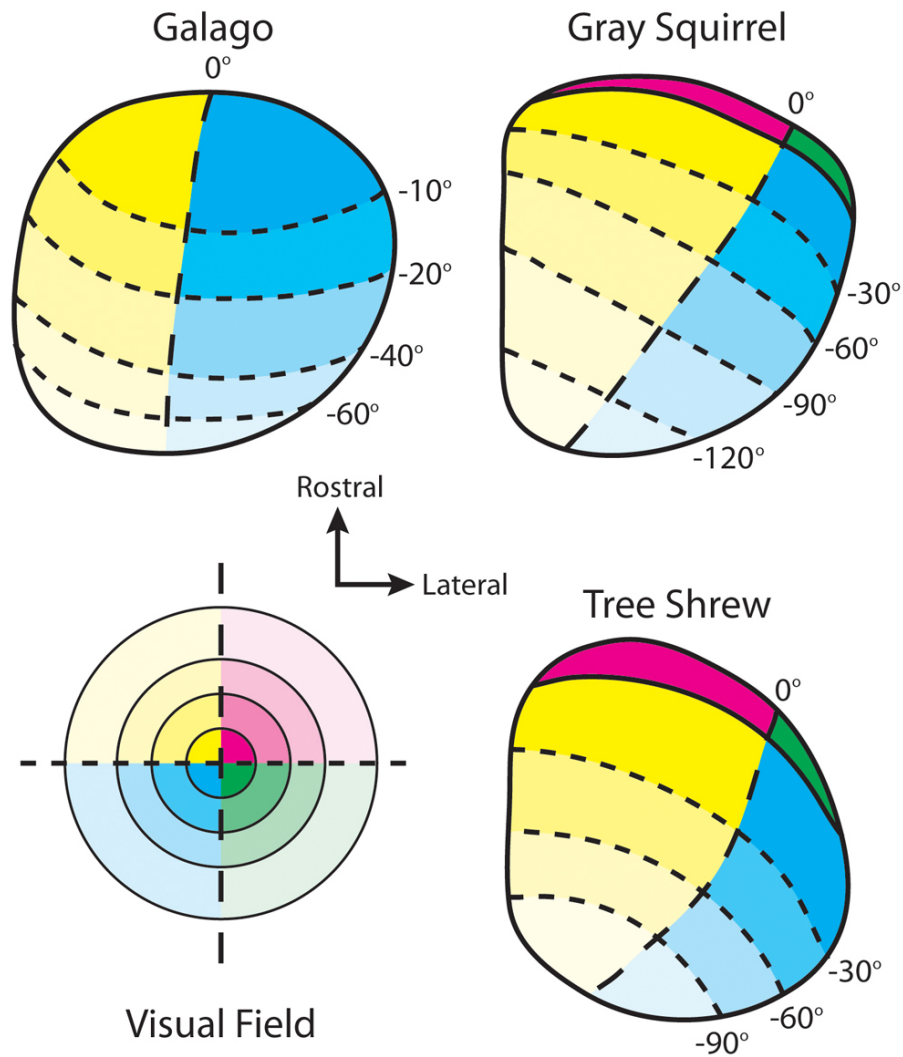 Galago
0°
-10°
-20°
-40°
-60°
Gray Squirrel
0°
-30°
-60°
-90°
-120°
Rostral
Lateral
Visual Field
Tree Shrew
0°
-30°
-60°
-90°